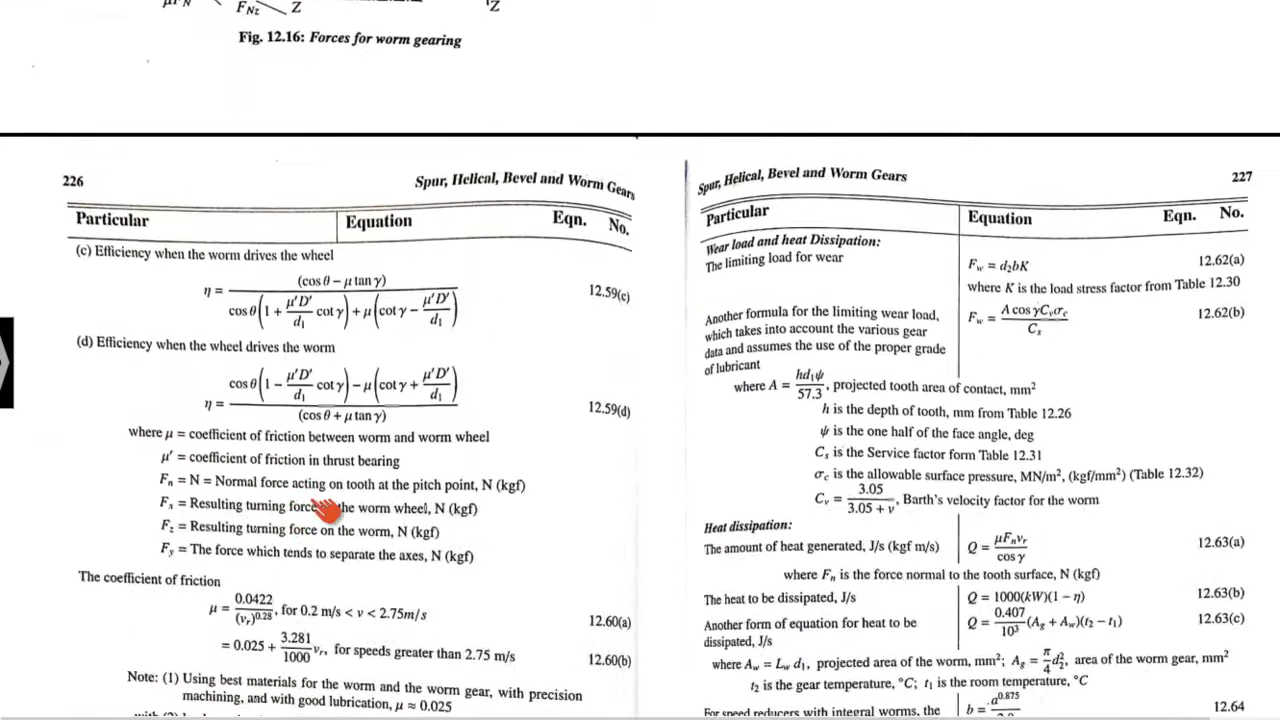 μF_N
F_Nz
Z
Z
Fig. 12.16: Forces for worm gearing
226
Spur, Helical, Bevel and Worm Gears
Particular Equation Eqn. No.
(c) Efficiency when the worm drives the wheel
η = (cos θ − μ tan γ) / (cos θ (1 + μ′D′/d₁ cot γ) + μ (cot γ − μ′D′/d₁)) 12.59(c)
(d) Efficiency when the wheel drives the worm
η = (cos θ (1 − μ′D′/d₁ cot γ) − μ (cot γ + μ′D′/d₁)) / (cos θ + μ tan γ) 12.59(d)
where μ = coefficient of friction between worm and worm wheel
μ′ = coefficient of friction in thrust bearing
Fₙ = N = Normal force acting on tooth at the pitch point, N (kgf)
Fₓ = Resulting turning force the worm wheel, N (kgf)
F_z = Resulting turning force on the worm, N (kgf)
F_y = The force which tends to separate the axes, N (kgf)
The coefficient of friction
μ = 0.0422/(vᵣ)^0.28, for 0.2 m/s < v < 2.75m/s 12.60(a)
= 0.025 + 3.281/1000 vᵣ, for speeds greater than 2.75 m/s 12.60(b)
Note: (1) Using best materials for the worm and the worm gear, with precision
machining, and with good lubrication, μ ≈ 0.025
Spur, Helical, Bevel and Worm Gears
227
Particular Equation Eqn. No.
Wear load and heat Dissipation:
The limiting load for wear
F_w = d₂bK 12.62(a)
where K is the load stress factor from Table 12.30
Another formula for the limiting wear load,
which takes into account the various gear
data and assumes the use of the proper grade
of lubricant
F_w = A cos γC_vσ_c / C_s 12.62(b)
where A = hd₁ψ/57.3, projected tooth area of contact, mm²
h is the depth of tooth, mm from Table 12.26
ψ is the one half of the face angle, deg
C_s is the Service factor form Table 12.31
σ_c is the allowable surface pressure, MN/m², (kgf/mm²) (Table 12.32)
C_v = 3.05/(3.05 + v), Barth's velocity factor for the worm
Heat dissipation:
The amount of heat generated, J/s (kgf m/s) Q = μFₙvᵣ/cos γ 12.63(a)
where Fₙ is the force normal to the tooth surface, N (kgf)
The heat to be dissipated, J/s Q = 1000(kW)(1 − η) 12.63(b)
Another form of equation for heat to be
dissipated, J/s
Q = 0.407/10³ (A_g + A_w)(t₂ − t₁) 12.63(c)
where A_w = L_w d₁, projected area of the worm, mm²; A_g = π/4 d₂², area of the worm gear, mm²
t₂ is the gear temperature, °C; t₁ is the room temperature, °C
For speed reducers with integral worms, the b = a^0.875 12.64